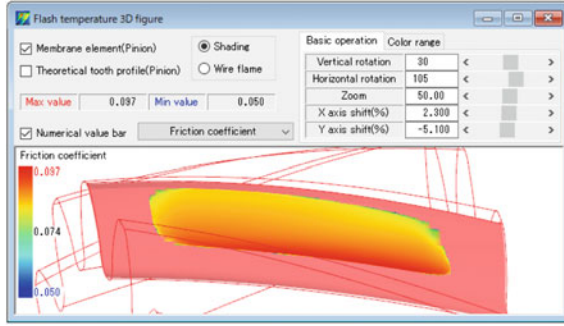 Flash temperature 3D figure
Membrane element(Pinion)
Shading
Theoretical tooth profile(Pinion)
Wire flame
Max value 0.097 Min value 0.050
Numerical value bar
Friction coefficient
Basic operation Color range
Vertical rotation 30
Horizontal rotation 105
Zoom 50.00
X axis shift(%) 2.300
Y axis shift(%) -5.100
Friction coefficient
0.097
0.074
0.050